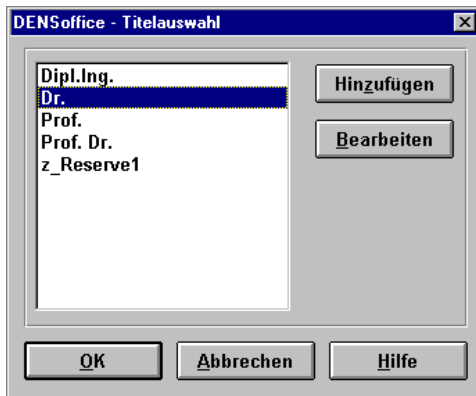 DENSoffice - Titelauswahl
Dipl.Ing.
Dr.
Prof.
Prof. Dr.
z_Reserve1
Hinzufügen
Bearbeiten
OK
Abbrechen
Hilfe